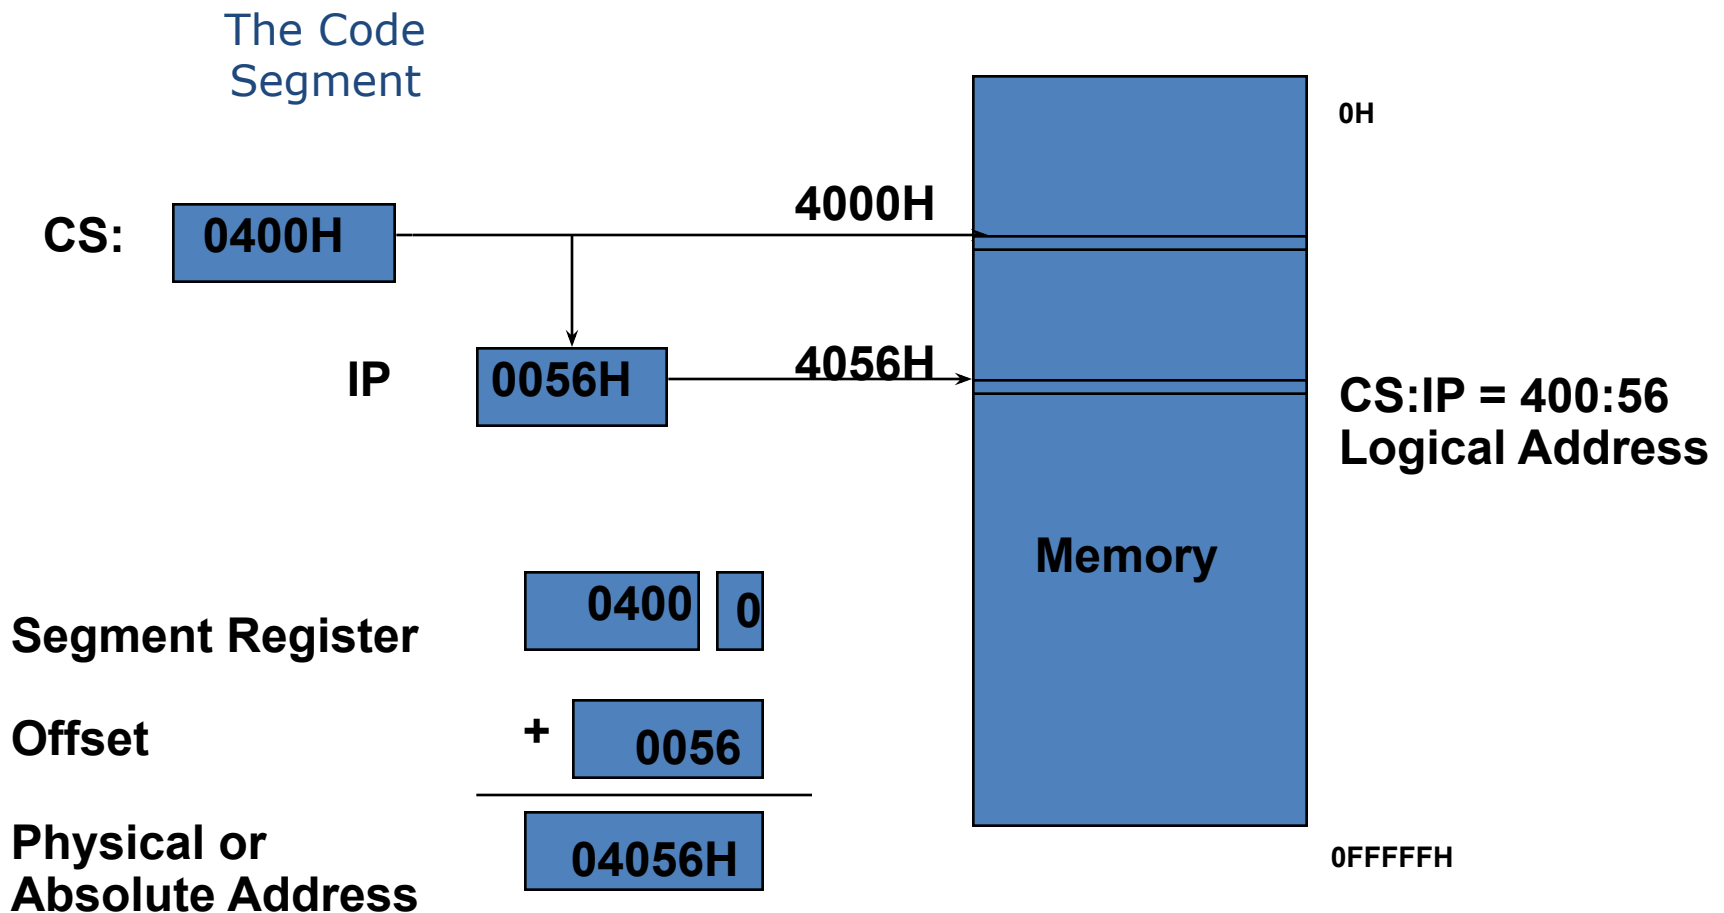 The Code
Segment
0H
4000H
CS:
0400H
IP
0056H
4056H
CS:IP = 400:56
Logical Address
Memory
Segment Register
0400
0
Offset
+
0056
Physical or
Absolute Address
04056H
0FFFFFH